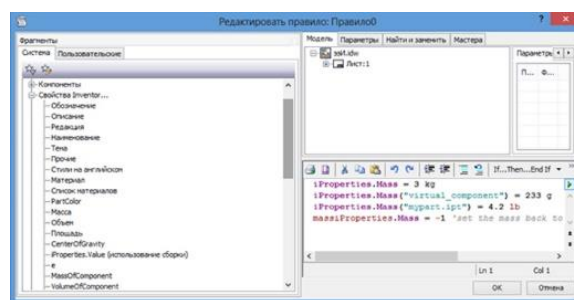 Редактировать правило: Правило0
Фрагменты
Система Пользовательские
Компоненты
Свойства Inventor...
Обозначение
Описание
Редакция
Наименование
Тема
Прочие
Стили на английском
Материал
Список материалов
PartColor
Масса
Объем
Площадь
CenterOfGravity
iProperties.Value (использование сборки)
e
MassOfComponent
VolumeOfComponent
Модель Параметры Найти и заменить Мастера
Лист:1
Параметры
П... Ф...
If...Then...End If
iProperties.Mass = 3 kg
iProperties.Mass("virtual_component") = 233 g
iProperties.Mass("mypart.ipt") = 4.2 lb
massiProperties.Mass = -1 'set the mass back to
Ln 1 Col 1
OK Отмена